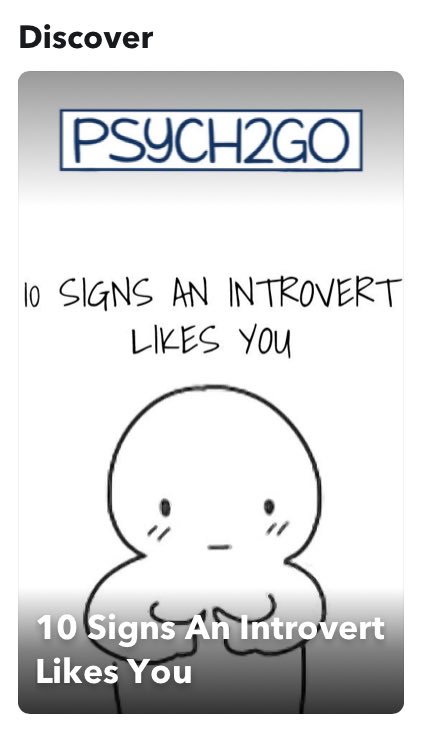 Discover
PSYCH2GO
10 SIGNS AN INTROVERT
LIKES YOU
10 Signs An Introvert
Likes You